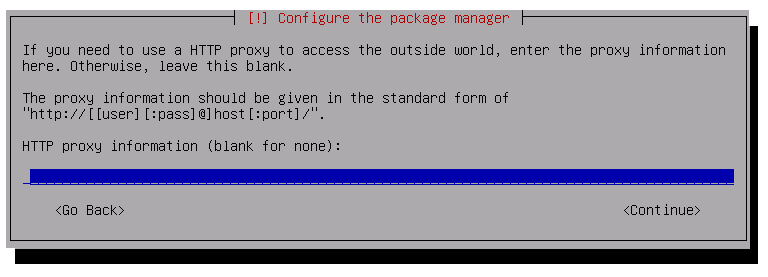 [!] Configure the package manager
If you need to use a HTTP proxy to access the outside world, enter the proxy information
here. Otherwise, leave this blank.
The proxy information should be given in the standard form of
"http://[[user][:pass]@]host[:port]/".
HTTP proxy information (blank for none):
<Go Back> <Continue>